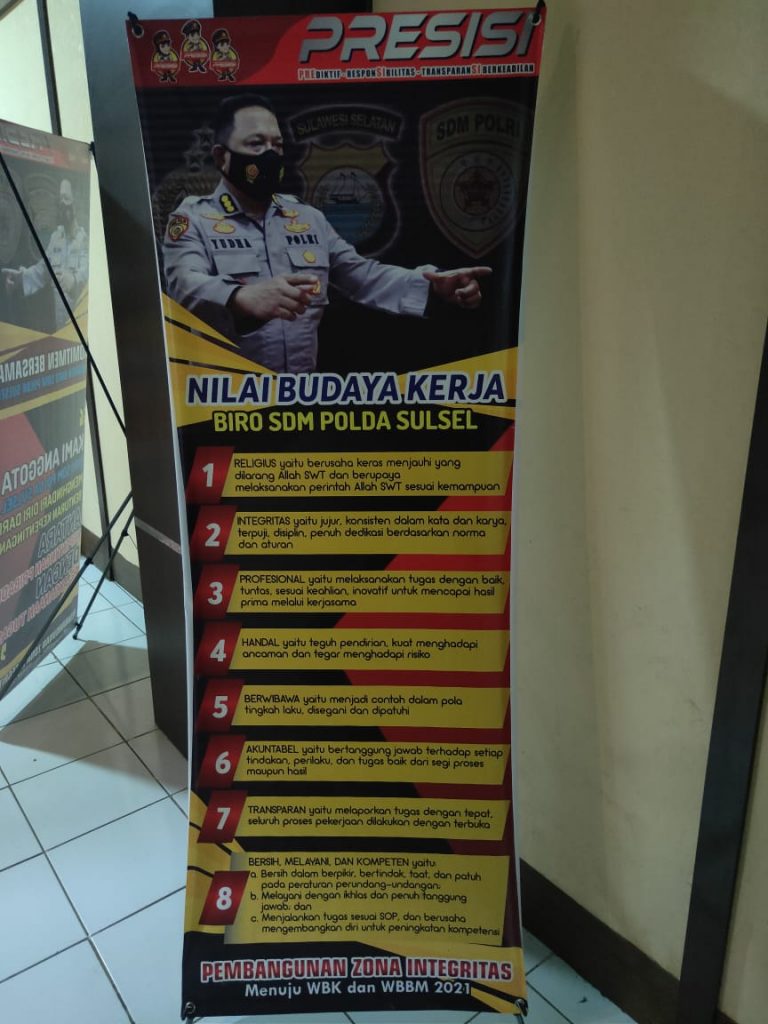 PRESISI
PREDIKTIF - RESPONSIBILITAS - TRANSPARANSI BERKEADILAN
SULAWESI SELATAN
SDM POLRI
YUDHA
POLRI
NILAI BUDAYA KERJA
BIRO SDM POLDA SULSEL
1
RELIGIUS yaitu berusaha keras menjauhi yang
dilarang Allah SWT dan berupaya
melaksanakan perintah Allah SWT sesuai kemampuan
2
INTEGRITAS yaitu jujur, konsisten dalam kata dan karya,
terpuji, disiplin, penuh dedikasi berdasarkan norma
dan aturan
3
PROFESIONAL yaitu melaksanakan tugas dengan baik,
tuntas, sesuai keahlian, inovatif untuk mencapai hasil
prima melalui kerjasama
4
HANDAL yaitu teguh pendirian, kuat menghadapi
ancaman dan tegar menghadapi risiko
5
BERWIBAWA yaitu menjadi contoh dalam pola
tingkah laku, disegani dan dipatuhi
6
AKUNTABEL yaitu bertanggung jawab terhadap setiap
tindakan, perilaku, dan tugas baik dari segi proses
maupun hasil
7
TRANSPARAN yaitu melaporkan tugas dengan tepat,
seluruh proses pekerjaan dilakukan dengan terbuka
8
BERSIH, MELAYANI, DAN KOMPETEN yaitu:
a. Bersih dalam berpikir, bertindak, taat, dan patuh
pada peraturan perundang-undangan;
b. Melayani dengan ikhlas dan penuh tanggung
jawab; dan
c. Menjalankan tugas sesuai SOP, dan berusaha
mengembangkan diri untuk peningkatan kompetensi
PEMBANGUNAN ZONA INTEGRITAS
Menuju WBK dan WBBM 2021
PRESISI
BERSAMA
KAMI ANGGOTA